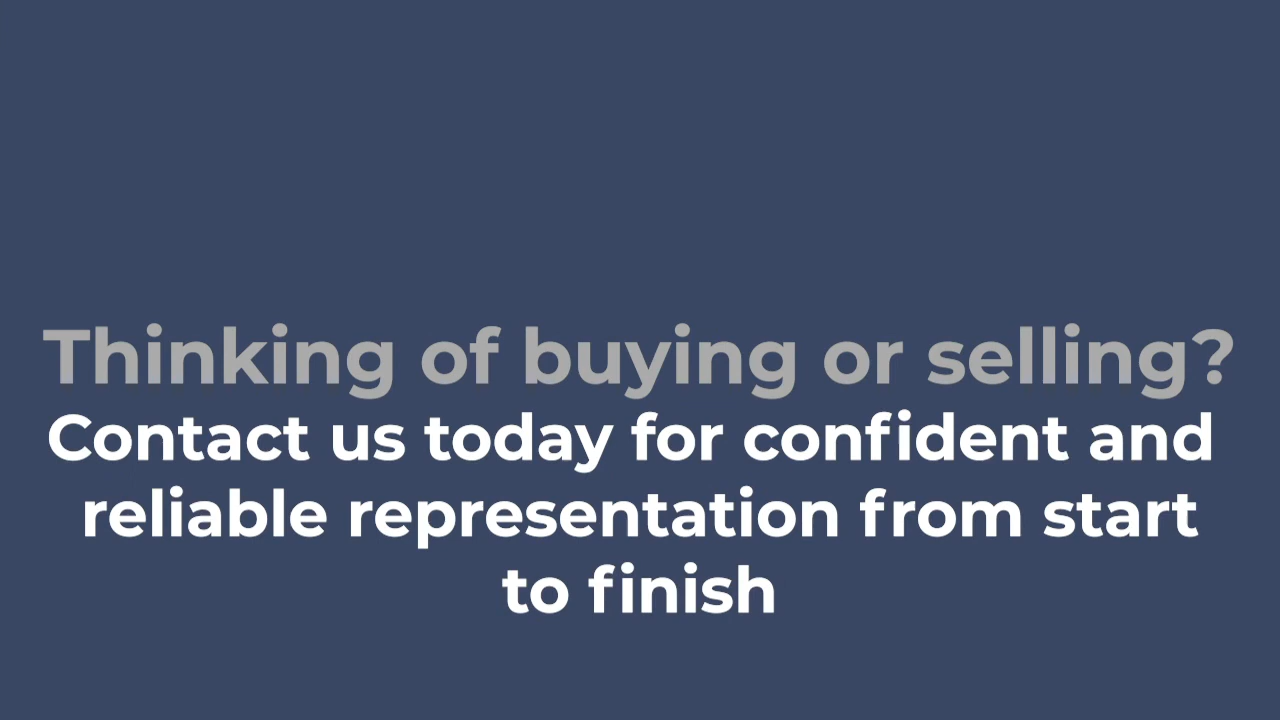 Thinking of buying or selling?
Contact us today for confident and
reliable representation from start
to finish